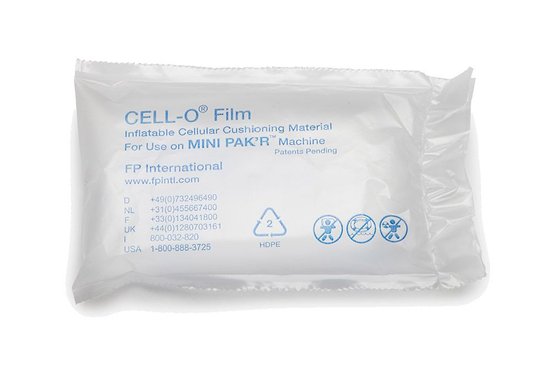 CELL-O® Film
Inflatable Cellular Cushioning Material
For Use on MINI PAK'R™ Machine
Patents Pending
FP International
www.fpintl.com
D +49(0)732496490
NL +31(0)455667400
F +33(0)134041800
UK +44(0)1280703161
I 800-032-820
USA 1-800-888-3725
2
HDPE